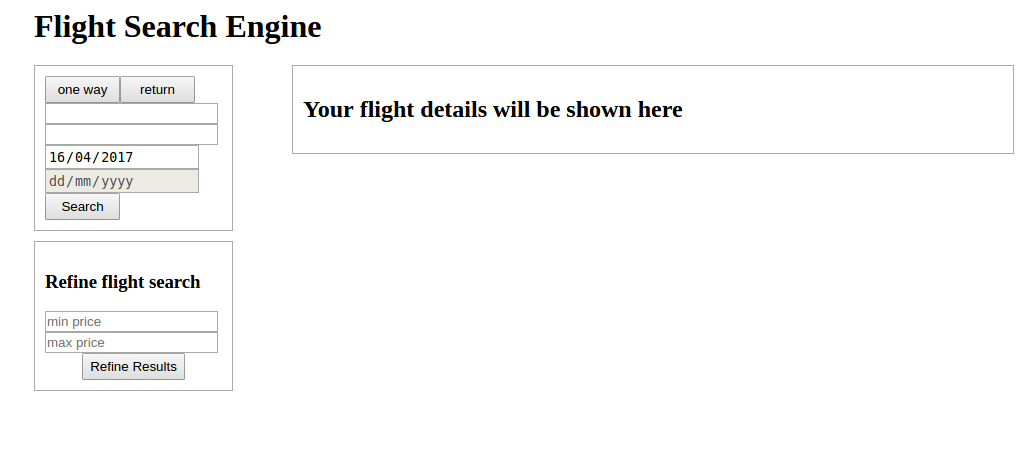 Flight Search Engine
one way return
16/04/2017
dd/mm/yyyy
Search
Refine flight search
min price
max price
Refine Results
Your flight details will be shown here